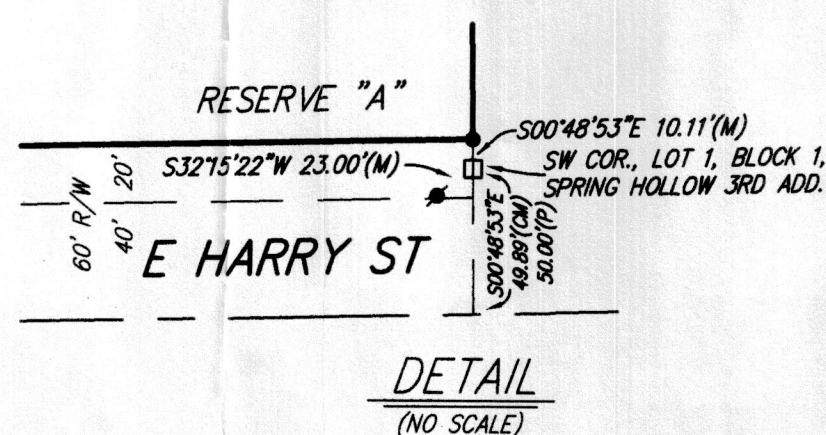 RESERVE "A"
S00°48'53"E 10.11'(M)
SW COR., LOT 1, BLOCK 1,
SPRING HOLLOW 3RD ADD.
S32°15'22"W 23.00'(M)
60' R/W
20'
40'
E HARRY ST
S00°48'53"E
49.89'(CM)
50.00'(P)
DETAIL
(NO SCALE)